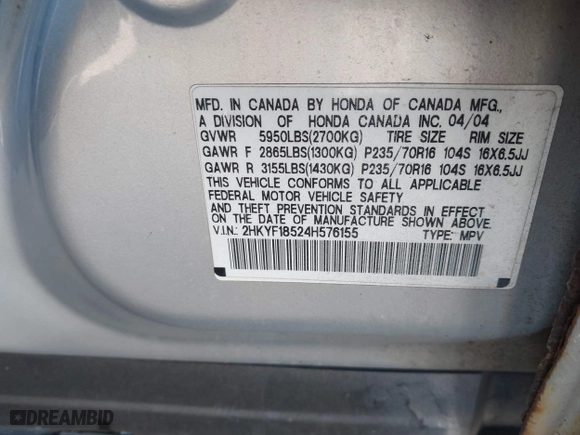 MFD. IN CANADA BY HONDA OF CANADA MFG.,
A DIVISION OF HONDA CANADA INC. 04/04
GVWR 5950LBS(2700KG) TIRE SIZE RIM SIZE
GAWR F 2865LBS(1300KG) P235/70R16 104S 16X6.5JJ
GAWR R 3155LBS(1430KG) P235/70R16 104S 16X6.5JJ
THIS VEHICLE CONFORMS TO ALL APPLICABLE
FEDERAL MOTOR VEHICLE SAFETY
AND THEFT PREVENTION STANDARDS IN EFFECT
ON THE DATE OF MANUFACTURE SHOWN ABOVE.
V.I.N.: 2HKYF18524H576155 TYPE: MPV
DREAMBID